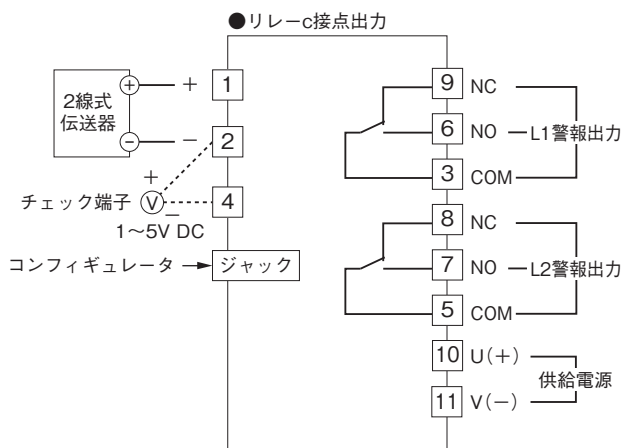 ●リレーc接点出力
2線式
伝送器
+
−
+
−
1
2
4
+
チェック端子
V
−
1～5V DC
コンフィギュレータ
ジャック
9
NC
6
NO
L1警報出力
3
COM
8
NC
7
NO
L2警報出力
5
COM
10
U(+)
供給電源
11
V(−)